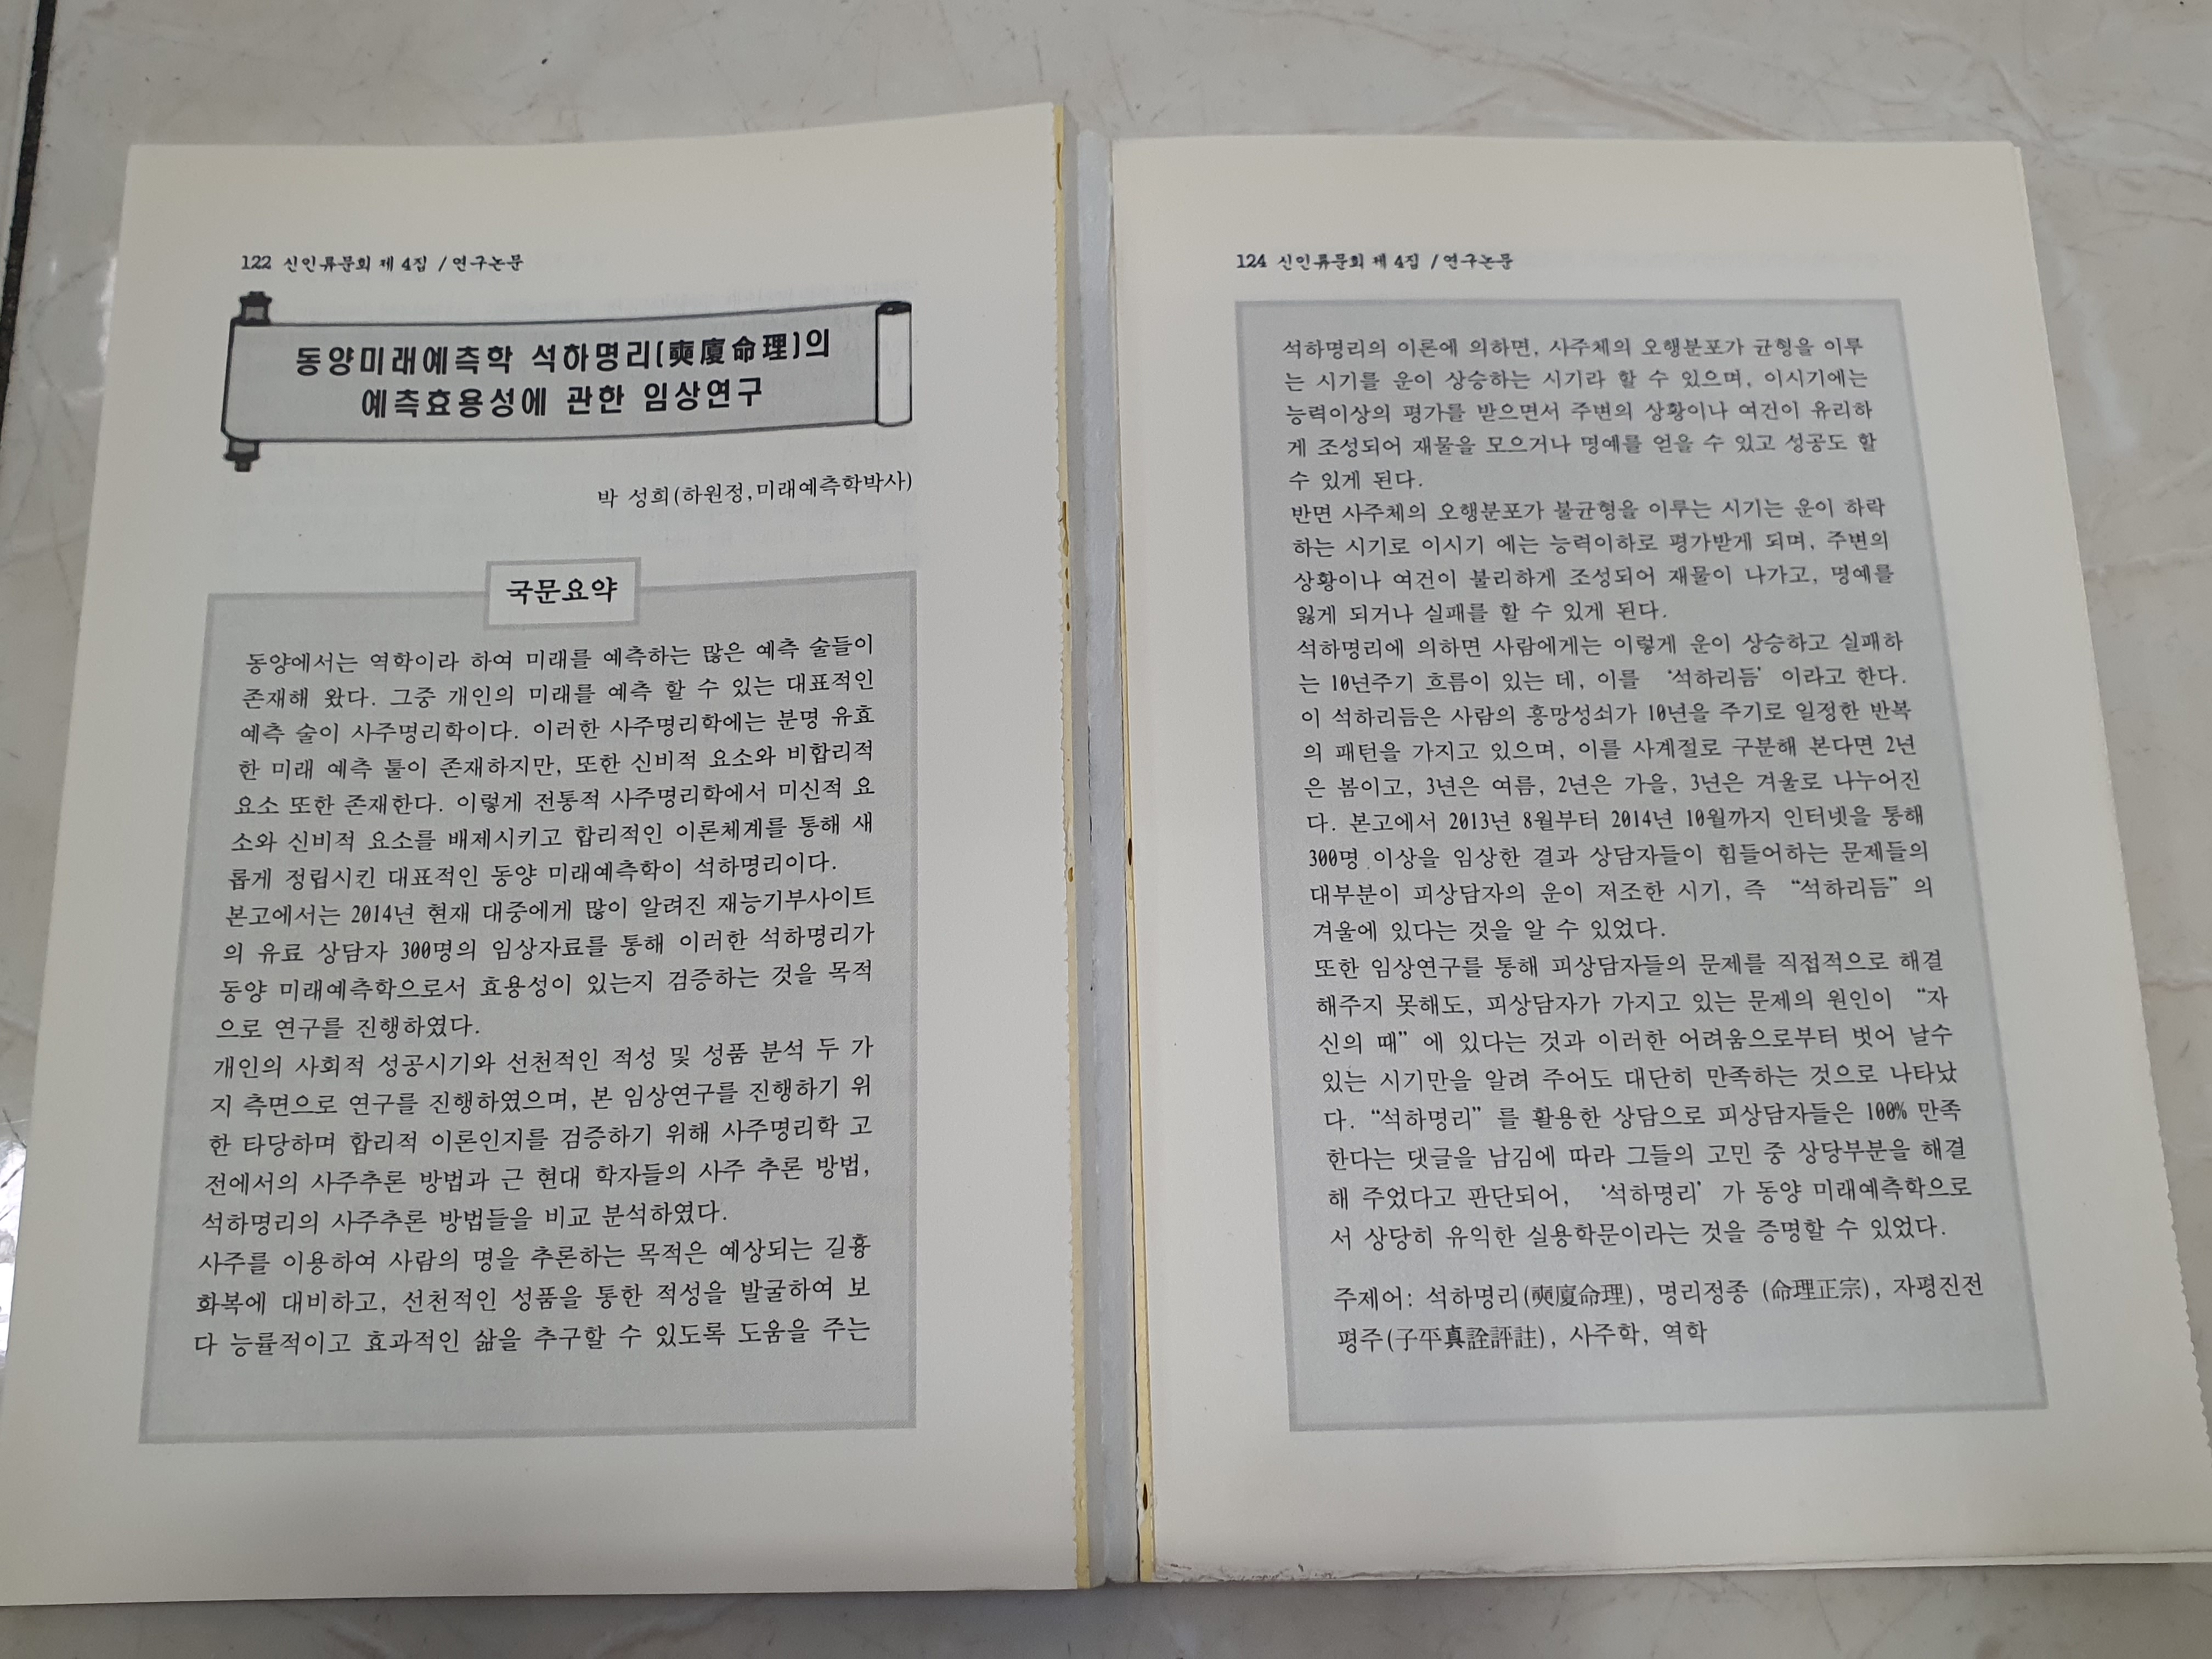 122 신인류문회 제 4집 /연구논문
동양미래예측학 석하명리(奭廈命理)의
예측효용성에 관한 임상연구
박 성희(하원정,미래예측학박사)
국문요약
동양에서는 역학이라 하여 미래를 예측하는 많은 예측 술들이
존재해 왔다. 그중 개인의 미래를 예측 할 수 있는 대표적인
예측 술이 사주명리학이다. 이러한 사주명리학에는 분명 유효
한 미래 예측 툴이 존재하지만, 또한 신비적 요소와 비합리적
요소 또한 존재한다. 이렇게 전통적 사주명리학에서 미신적 요
소와 신비적 요소를 배제시키고 합리적인 이론체계를 통해 새
롭게 정립시킨 대표적인 동양 미래예측학이 석하명리이다.
본고에서는 2014년 현재 대중에게 많이 알려진 재능기부사이트
의 유료 상담자 300명의 임상자료를 통해 이러한 석하명리가
동양 미래예측학으로서 효용성이 있는지 검증하는 것을 목적
으로 연구를 진행하였다.
개인의 사회적 성공시기와 선천적인 적성 및 성품 분석 두 가
지 측면으로 연구를 진행하였으며, 본 임상연구를 진행하기 위
한 타당하며 합리적 이론인지를 검증하기 위해 사주명리학 고
전에서의 사주추론 방법과 근 현대 학자들의 사주 추론 방법,
석하명리의 사주추론 방법들을 비교 분석하였다.
사주를 이용하여 사람의 명을 추론하는 목적은 예상되는 길흉
화복에 대비하고, 선천적인 성품을 통한 적성을 발굴하여 보
다 능률적이고 효과적인 삶을 추구할 수 있도록 도움을 주는
124 신인류문회 제 4집 /연구논문
석하명리의 이론에 의하면, 사주체의 오행분포가 균형을 이루
는 시기를 운이 상승하는 시기라 할 수 있으며, 이시기에는
능력이상의 평가를 받으면서 주변의 상황이나 여건이 유리하
게 조성되어 재물을 모으거나 명예를 얻을 수 있고 성공도 할
수 있게 된다.
반면 사주체의 오행분포가 불균형을 이루는 시기는 운이 하락
하는 시기로 이시기 에는 능력이하로 평가받게 되며, 주변의
상황이나 여건이 불리하게 조성되어 재물이 나가고, 명예를
잃게 되거나 실패를 할 수 있게 된다.
석하명리에 의하면 사람에게는 이렇게 운이 상승하고 실패하
는 10년주기 흐름이 있는 데, 이를 ‘석하리듬’ 이라고 한다.
이 석하리듬은 사람의 흥망성쇠가 10년을 주기로 일정한 반복
의 패턴을 가지고 있으며, 이를 사계절로 구분해 본다면 2년
은 봄이고, 3년은 여름, 2년은 가을, 3년은 겨울로 나누어진
다. 본고에서 2013년 8월부터 2014년 10월까지 인터넷을 통해
300명 이상을 임상한 결과 상담자들이 힘들어하는 문제들의
대부분이 피상담자의 운이 저조한 시기, 즉 “석하리듬” 의
겨울에 있다는 것을 알 수 있었다.
또한 임상연구를 통해 피상담자들의 문제를 직접적으로 해결
해주지 못해도, 피상담자가 가지고 있는 문제의 원인이 “자
신의 때” 에 있다는 것과 이러한 어려움으로부터 벗어 날수
있는 시기만을 알려 주어도 대단히 만족하는 것으로 나타났
다. “석하명리” 를 활용한 상담으로 피상담자들은 100% 만족
한다는 댓글을 남김에 따라 그들의 고민 중 상당부분을 해결
해 주었다고 판단되어, ‘석하명리’ 가 동양 미래예측학으로
서 상당히 유익한 실용학문이라는 것을 증명할 수 있었다.
주제어: 석하명리(奭廈命理), 명리정종 (命理正宗), 자평진전
평주(子平真詮評註), 사주학, 역학